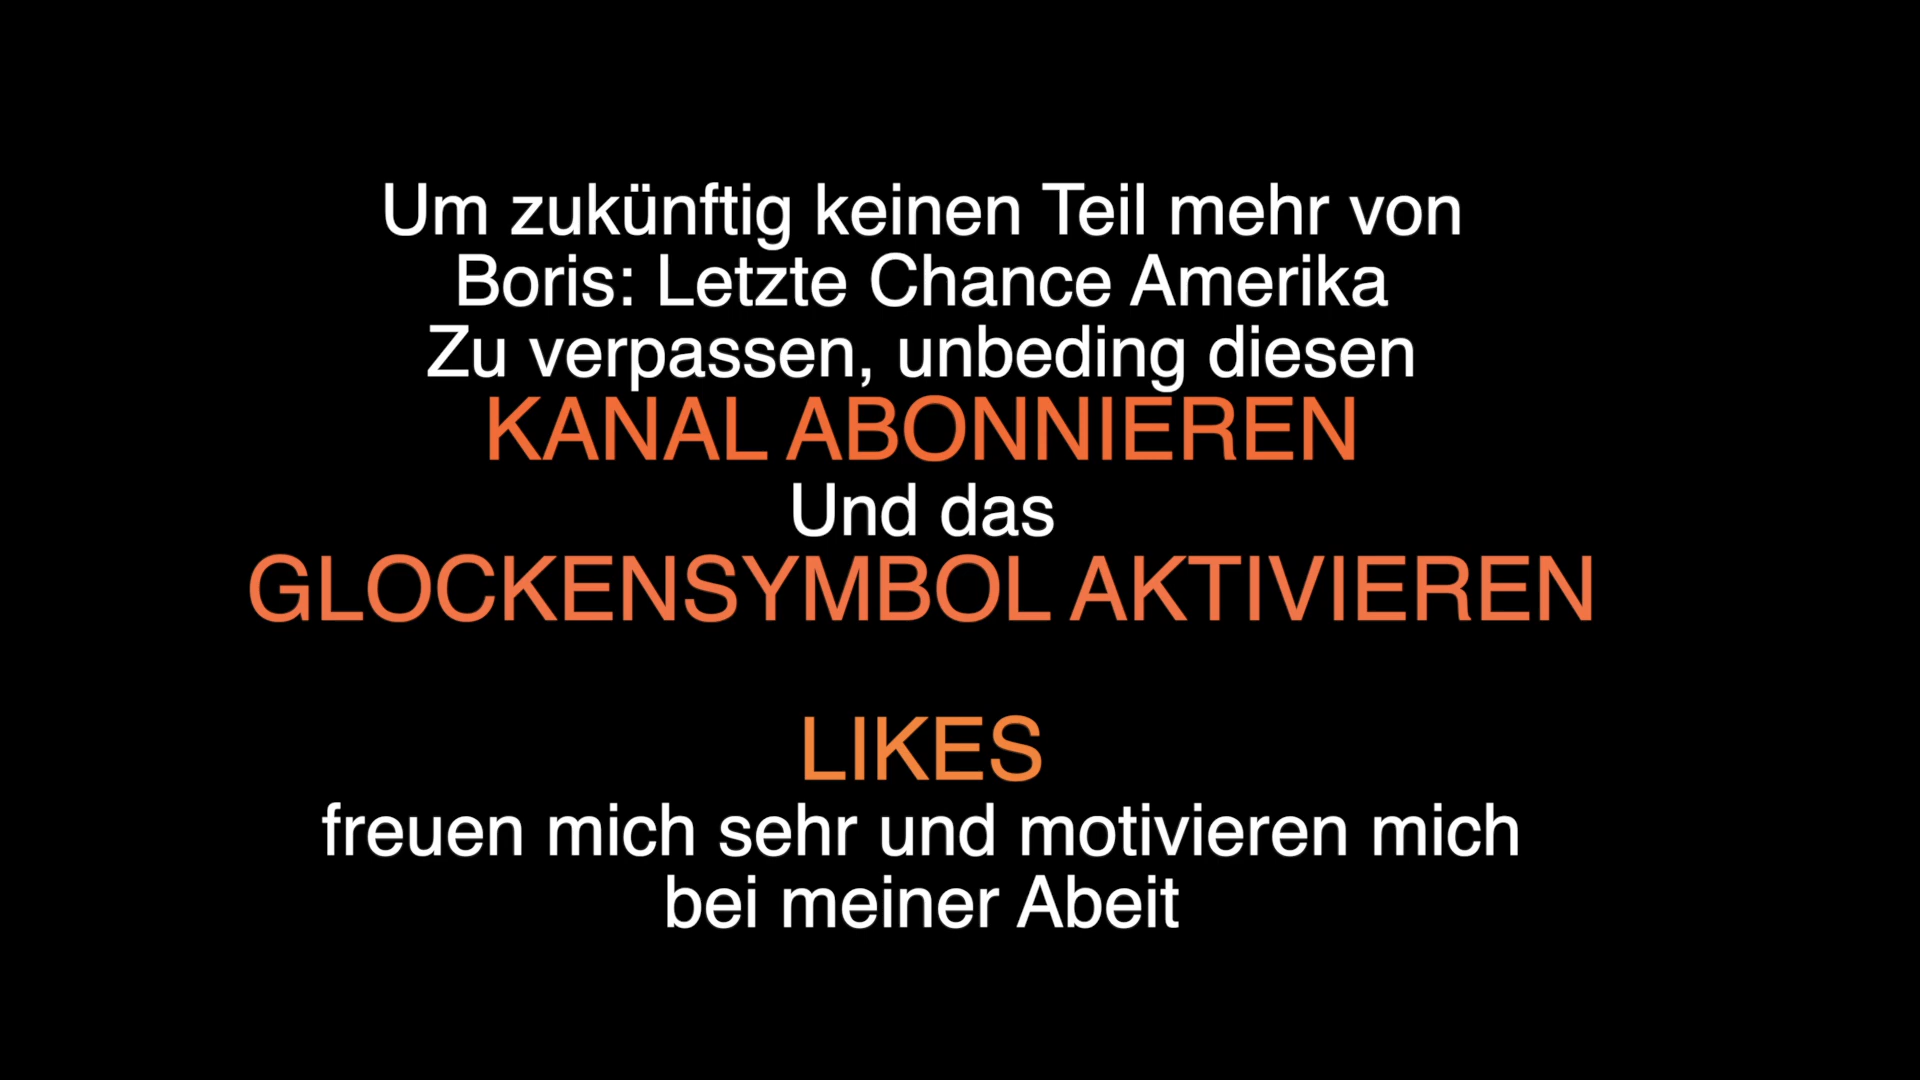 Um zukünftig keinen Teil mehr von
Boris: Letzte Chance Amerika
Zu verpassen, unbeding diesen
KANAL ABONNIEREN
Und das
GLOCKENSYMBOL AKTIVIEREN
LIKES
freuen mich sehr und motivieren mich
bei meiner Abeit